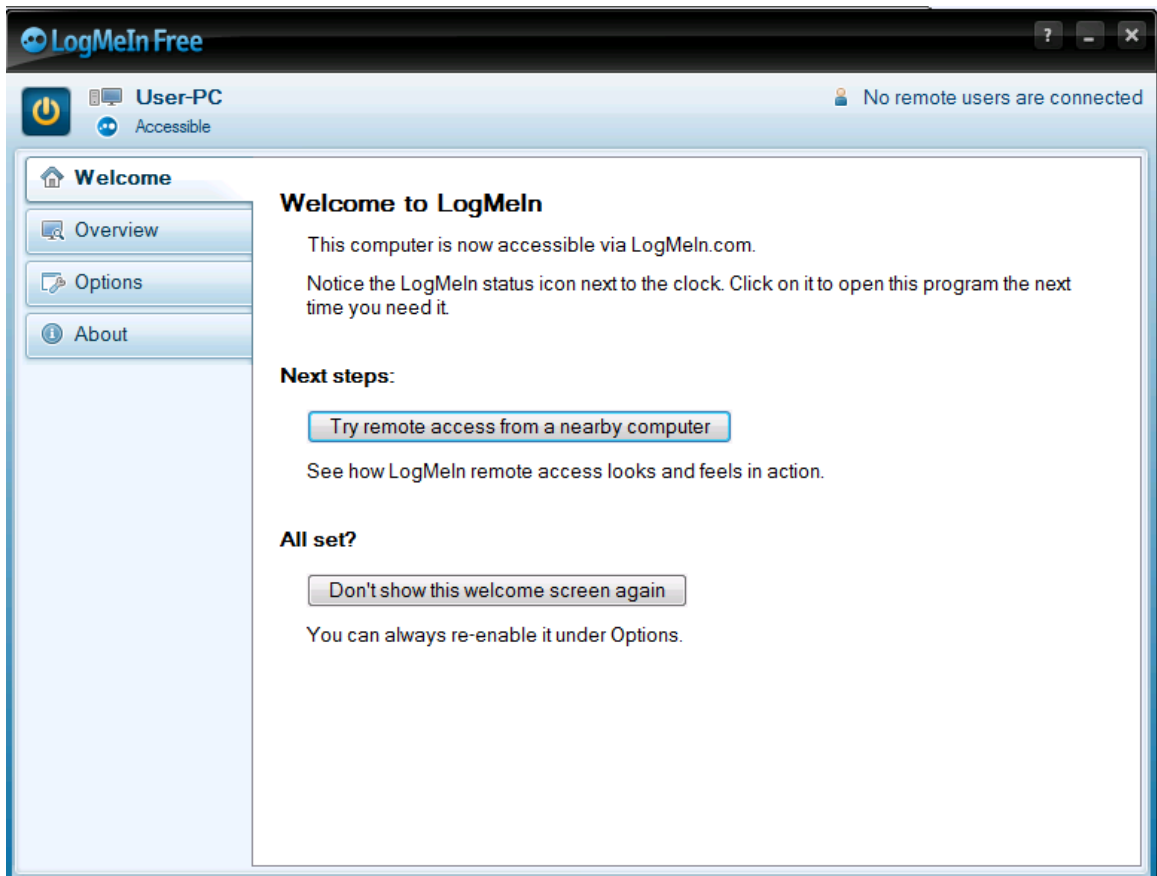 LogMeIn Free
?
User-PC
No remote users are connected
Accessible
Welcome
Overview
Options
About
Welcome to LogMeIn
This computer is now accessible via LogMeIn.com.
Notice the LogMeIn status icon next to the clock. Click on it to open this program the next
time you need it.
Next steps:
Try remote access from a nearby computer
See how LogMeIn remote access looks and feels in action.
All set?
Don't show this welcome screen again
You can always re-enable it under Options.